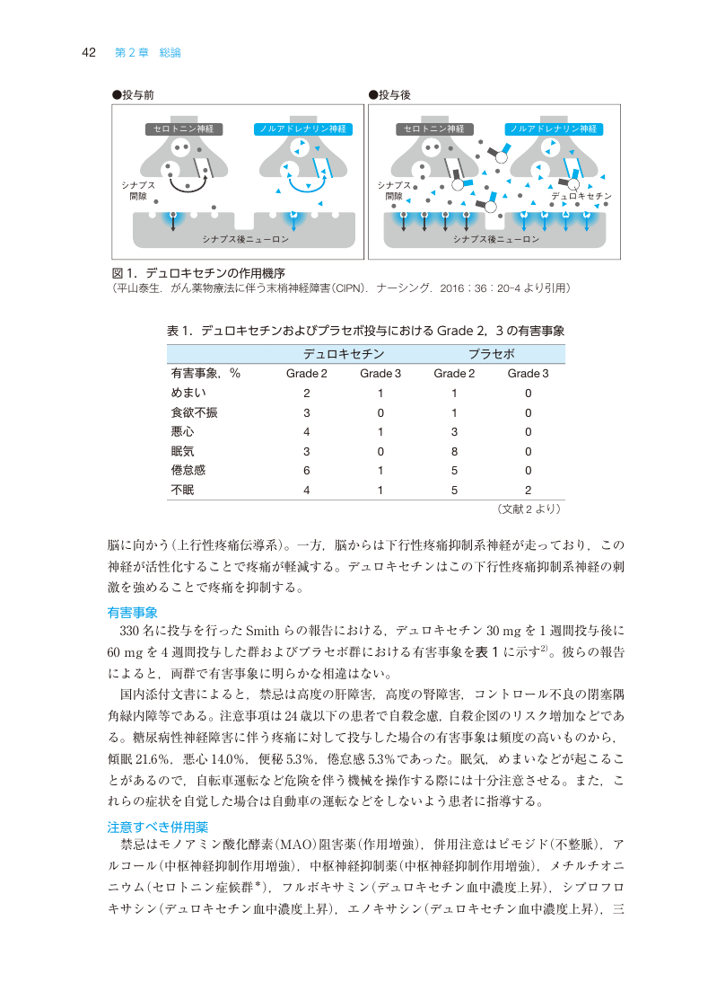 42　第2章　総論
●投与前
●投与後
セロトニン神経
ノルアドレナリン神経
シナプス
間隙
シナプス後ニューロン
セロトニン神経
ノルアドレナリン神経
シナプス
間隙
デュロキセチン
シナプス後ニューロン
図1．デュロキセチンの作用機序
（平山泰生．がん薬物療法に伴う末梢神経障害（CIPN）．ナーシング．2016；36：20-4より引用）
表1．デュロキセチンおよびプラセボ投与におけるGrade 2，3の有害事象
デュロキセチン　プラセボ
有害事象，％　Grade 2　Grade 3　Grade 2　Grade 3
めまい　2　1　1　0
食欲不振　3　0　1　0
悪心　4　1　3　0
眠気　3　0　8　0
倦怠感　6　1　5　0
不眠　4　1　5　2
（文献2より）
脳に向かう（上行性疼痛伝導系）。一方，脳からは下行性疼痛抑制系神経が走っており，この
神経が活性化することで疼痛が軽減する。デュロキセチンはこの下行性疼痛抑制系神経の刺
激を強めることで疼痛を抑制する。
有害事象
330名に投与を行ったSmithらの報告における，デュロキセチン30 mgを1週間投与後に
60 mgを4週間投与した群およびプラセボ群における有害事象を表1に示す2)。彼らの報告
によると，両群で有害事象に明らかな相違はない。
国内添付文書によると，禁忌は高度の肝障害，高度の腎障害，コントロール不良の閉塞隅
角緑内障等である。注意事項は24歳以下の患者で自殺念慮，自殺企図のリスク増加などであ
る。糖尿病性神経障害に伴う疼痛に対して投与した場合の有害事象は頻度の高いものから，
傾眠21.6％，悪心14.0％，便秘5.3％，倦怠感5.3％であった。眠気，めまいなどが起こるこ
とがあるので，自転車運転など危険を伴う機械を操作する際には十分注意させる。また，こ
れらの症状を自覚した場合は自動車の運転などをしないよう患者に指導する。
注意すべき併用薬
禁忌はモノアミン酸化酵素（MAO）阻害薬（作用増強），併用注意はピモジド（不整脈），ア
ルコール（中枢神経抑制作用増強），中枢神経抑制薬（中枢神経抑制作用増強），メチルチオニ
ニウム（セロトニン症候群*），フルボキサミン（デュロキセチン血中濃度上昇），シプロフロ
キサシン（デュロキセチン血中濃度上昇），エノキサシン（デュロキセチン血中濃度上昇），三